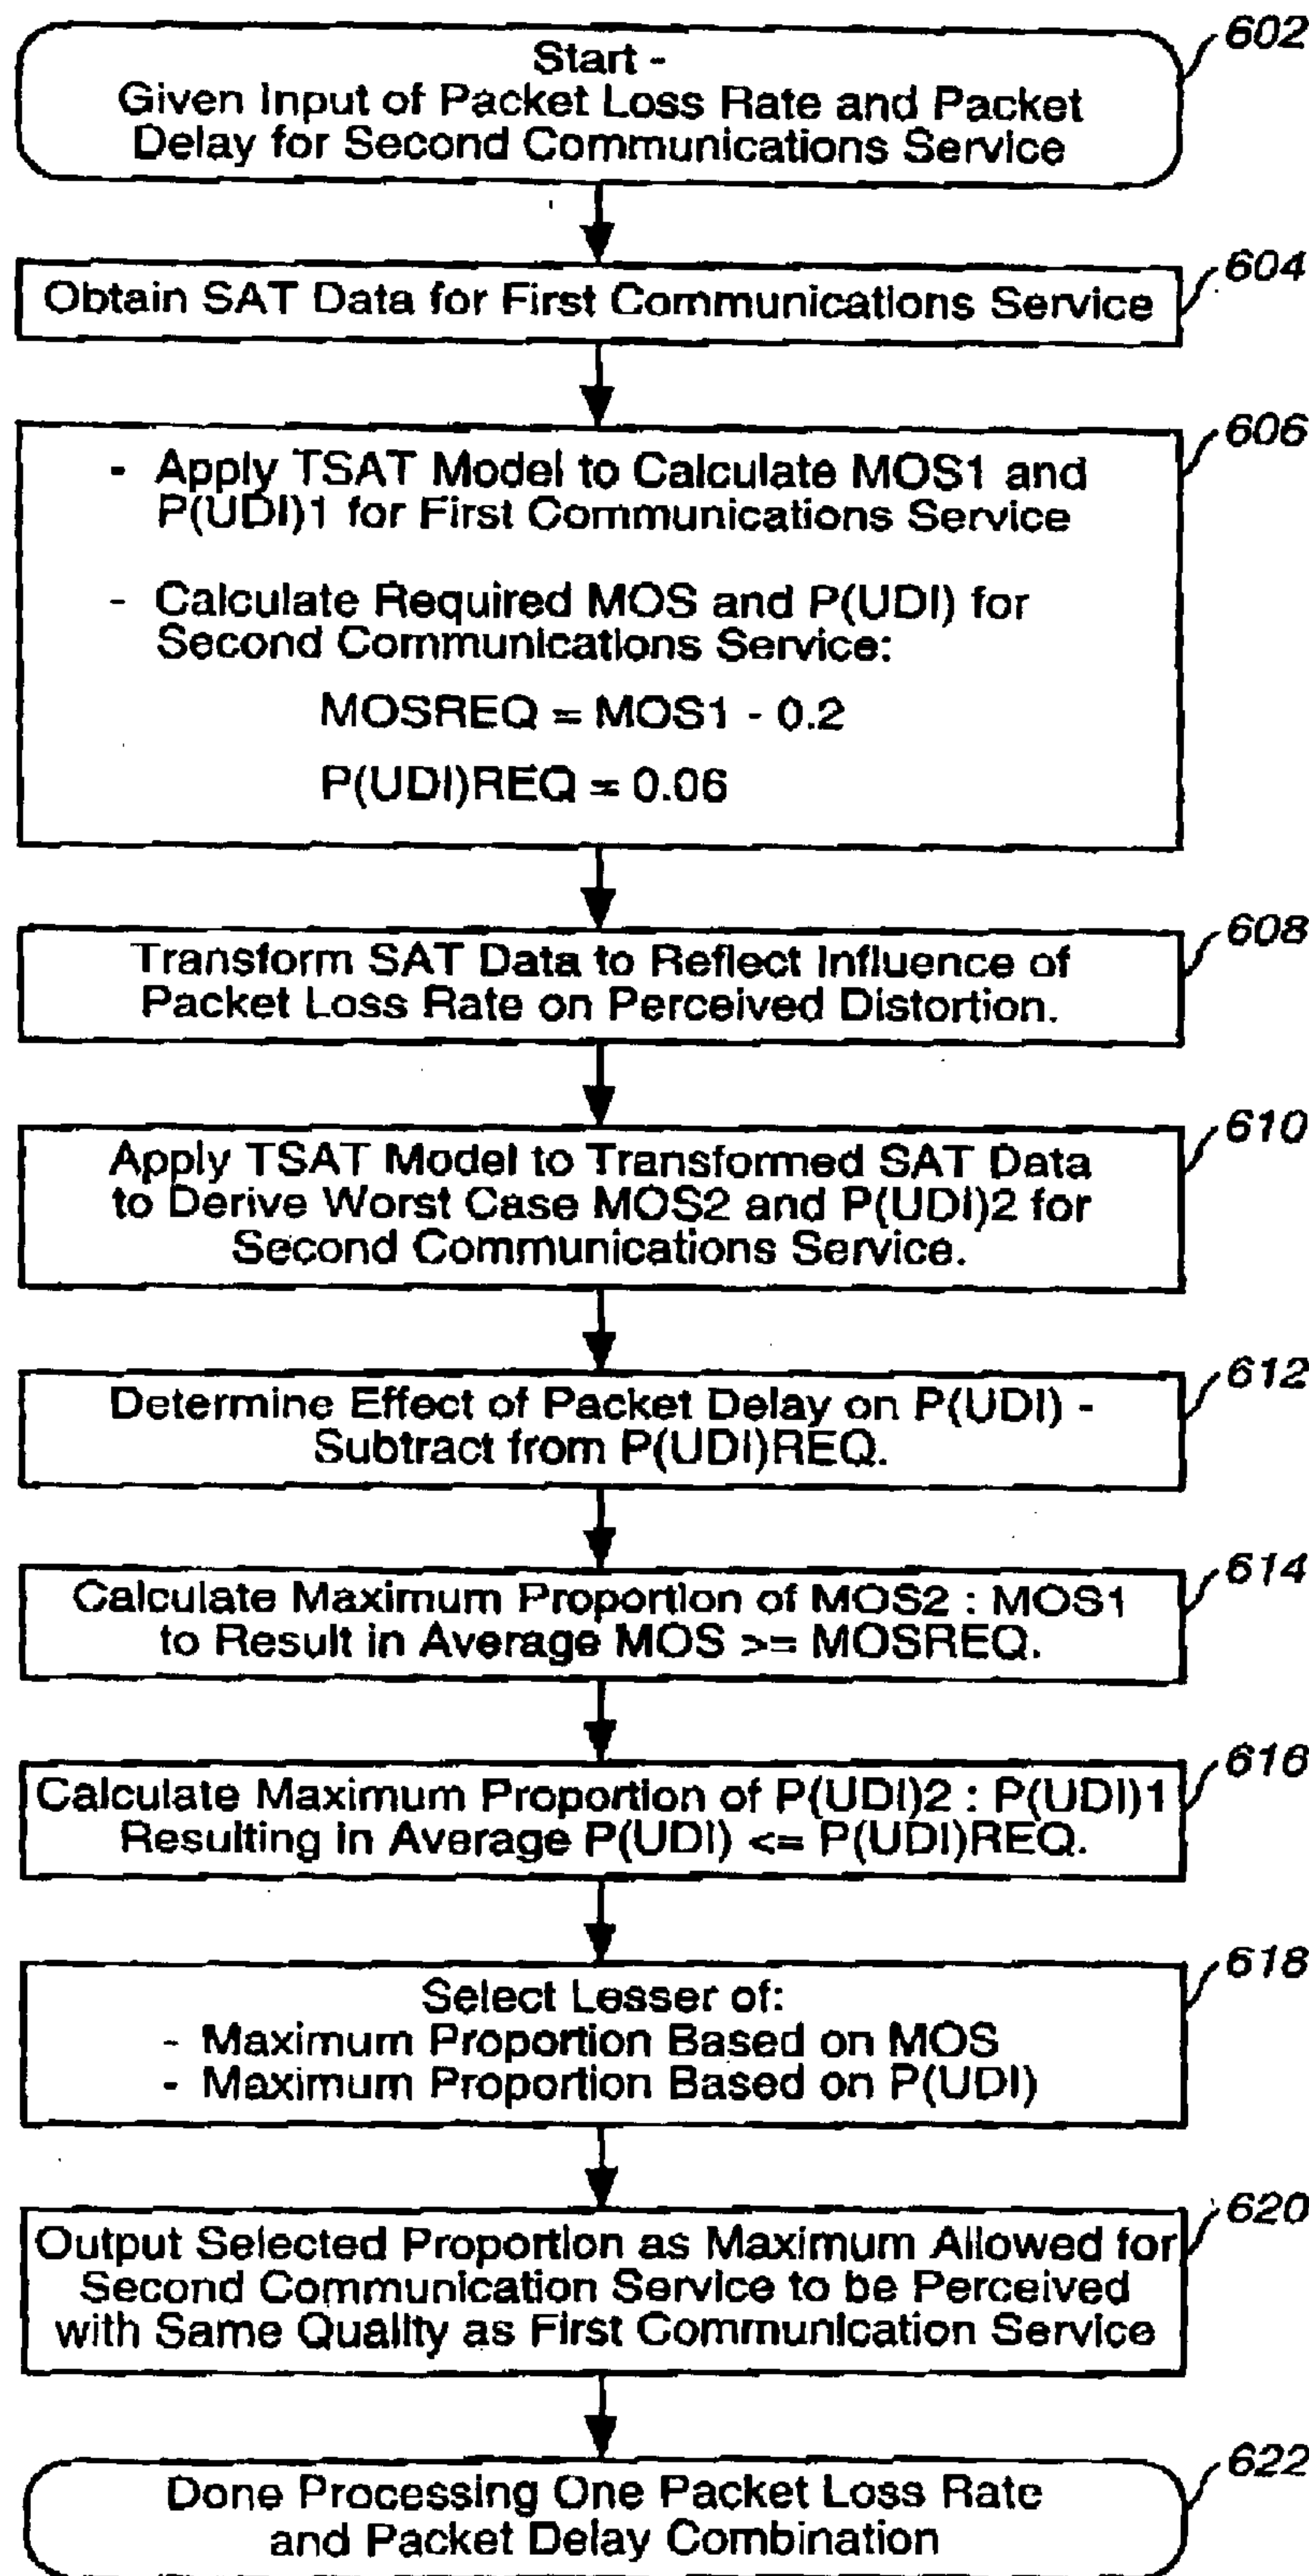 602
Start -
Given Input of Packet Loss Rate and Packet
Delay for Second Communications Service
604
Obtain SAT Data for First Communications Service
606
- Apply TSAT Model to Calculate MOS1 and
P(UDI)1 for First Communications Service
- Calculate Required MOS and P(UDI) for
Second Communications Service:
MOSREQ = MOS1 - 0.2
P(UDI)REQ = 0.06
608
Transform SAT Data to Reflect Influence of
Packet Loss Rate on Perceived Distortion.
610
Apply TSAT Model to Transformed SAT Data
to Derive Worst Case MOS2 and P(UDI)2 for
Second Communications Service.
612
Determine Effect of Packet Delay on P(UDI) -
Subtract from P(UDI)REQ.
614
Calculate Maximum Proportion of MOS2 : MOS1
to Result in Average MOS >= MOSREQ.
616
Calculate Maximum Proportion of P(UDI)2 : P(UDI)1
Resulting in Average P(UDI) <= P(UDI)REQ.
618
Select Lesser of:
- Maximum Proportion Based on MOS
- Maximum Proportion Based on P(UDI)
620
Output Selected Proportion as Maximum Allowed for
Second Communication Service to be Perceived
with Same Quality as First Communication Service
622
Done Processing One Packet Loss Rate
and Packet Delay Combination